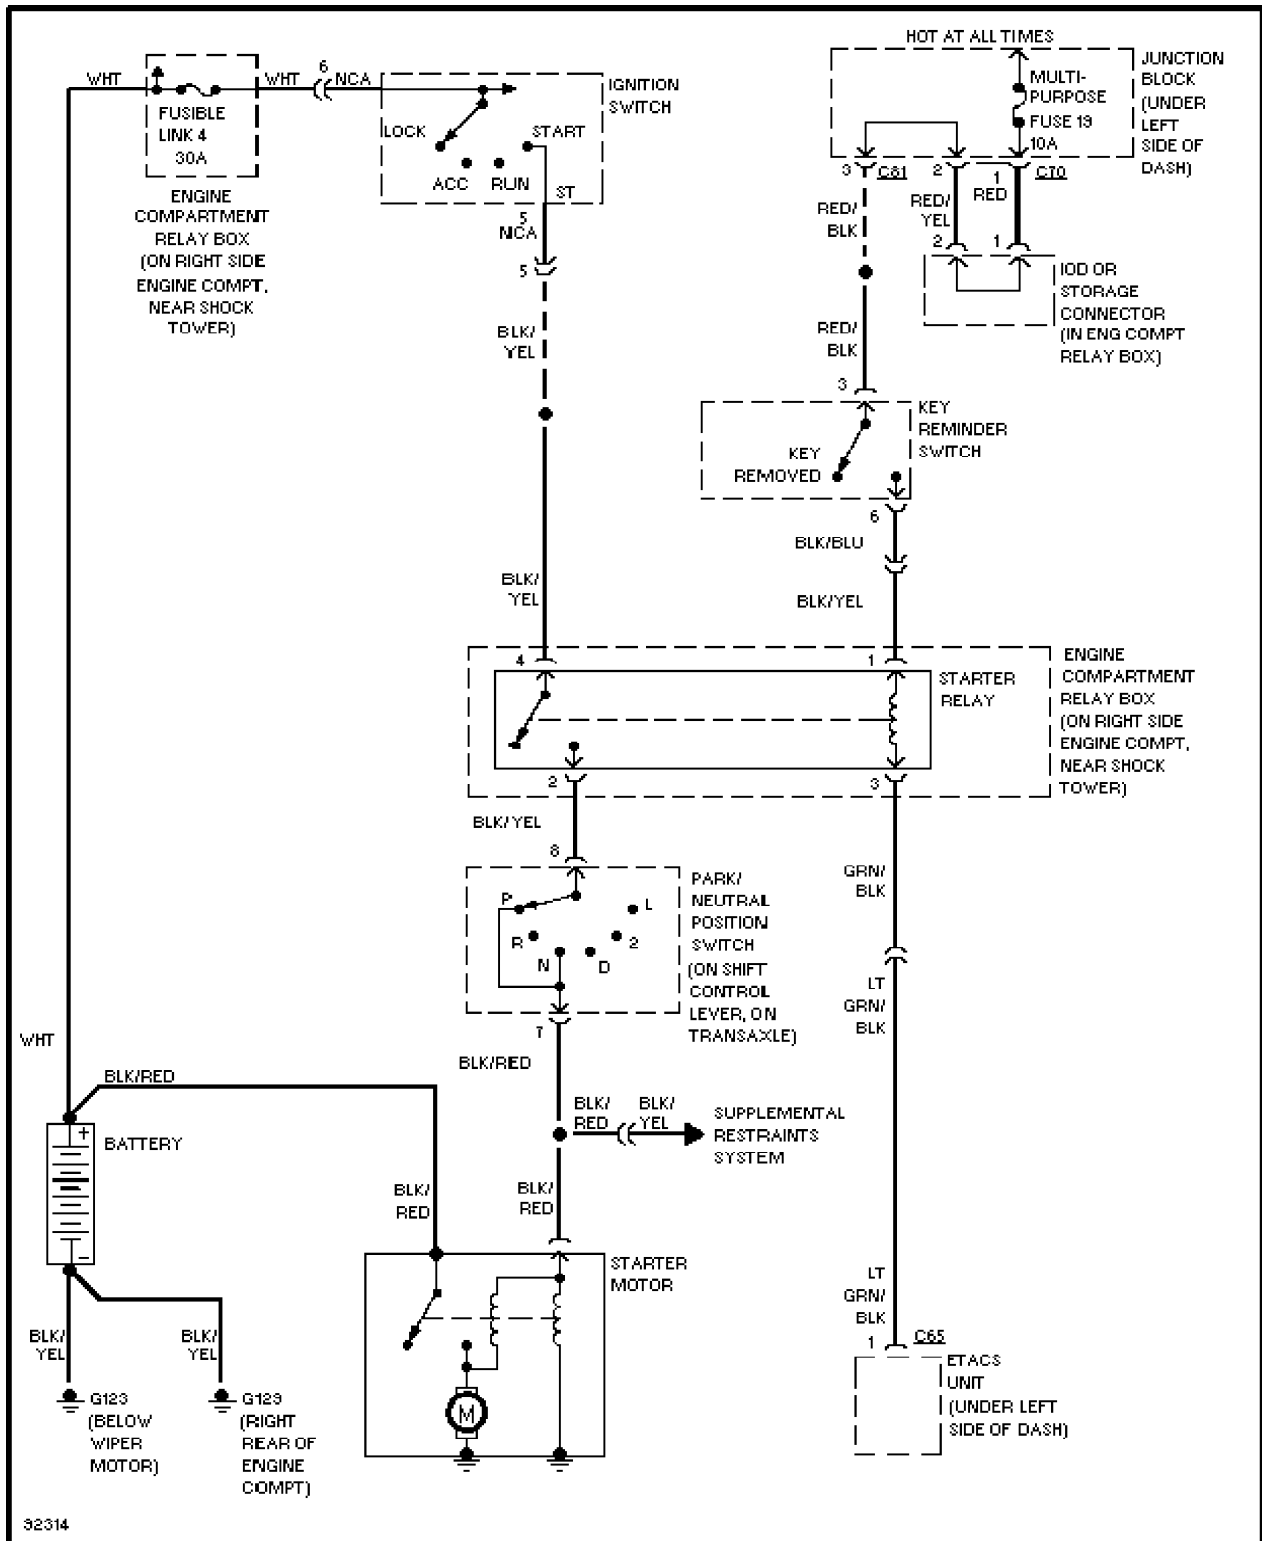 HOT AT ALL TIMES
JUNCTION
BLOCK
(UNDER
LEFT
SIDE OF
DASH)
MULTI-
PURPOSE
FUSE 19
10A
WHT
WHT
6
NCA
FUSIBLE
LINK 4
30A
ENGINE
COMPARTMENT
RELAY BOX
(ON RIGHT SIDE
ENGINE COMPT,
NEAR SHOCK
TOWER)
IGNITION
SWITCH
LOCK
START
ACC
RUN
ST
5
NCA
5
BLK/
YEL
3
C81
2
1
C70
RED/
BLK
RED/
YEL
RED
2
1
IOD OR
STORAGE
CONNECTOR
(IN ENG COMPT
RELAY BOX)
RED/
BLK
3
KEY
REMINDER
SWITCH
KEY
REMOVED
6
BLK/BLU
BLK/
YEL
BLK/YEL
4
1
STARTER
RELAY
ENGINE
COMPARTMENT
RELAY BOX
(ON RIGHT SIDE
ENGINE COMPT,
NEAR SHOCK
TOWER)
2
3
BLK/YEL
8
PARK/
NEUTRAL
POSITION
SWITCH
(ON SHIFT
CONTROL
LEVER, ON
TRANSAXLE)
P
R
N
D
2
L
7
GRN/
BLK
LT
GRN/
BLK
WHT
BLK/RED
BLK/RED
BATTERY
+
−
BLK/
RED
BLK/
YEL
SUPPLEMENTAL
RESTRAINTS
SYSTEM
BLK/
RED
BLK/
RED
STARTER
MOTOR
M
LT
GRN/
BLK
1
C65
ETACS
UNIT
(UNDER LEFT
SIDE OF DASH)
BLK/
YEL
BLK/
YEL
G123
(BELOW
WIPER
MOTOR)
G129
(RIGHT
REAR OF
ENGINE
COMPT)
92314